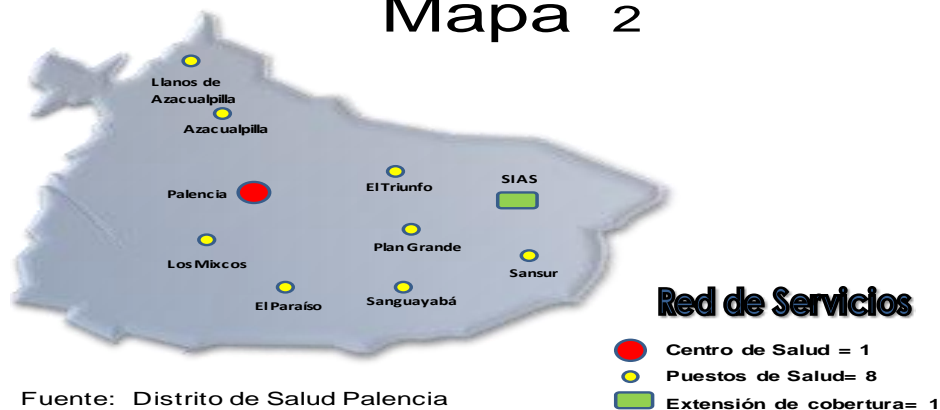 Mapa 2
Llanos de
Azacualpilla
Azacualpilla
Palencia
El Triunfo
SIAS
Plan Grande
Los Mixcos
Sansur
El Paraíso
Sanguayabá
Red de Servicios
Centro de Salud = 1
Puestos de Salud= 8
Extensión de cobertura= 1
Fuente: Distrito de Salud Palencia